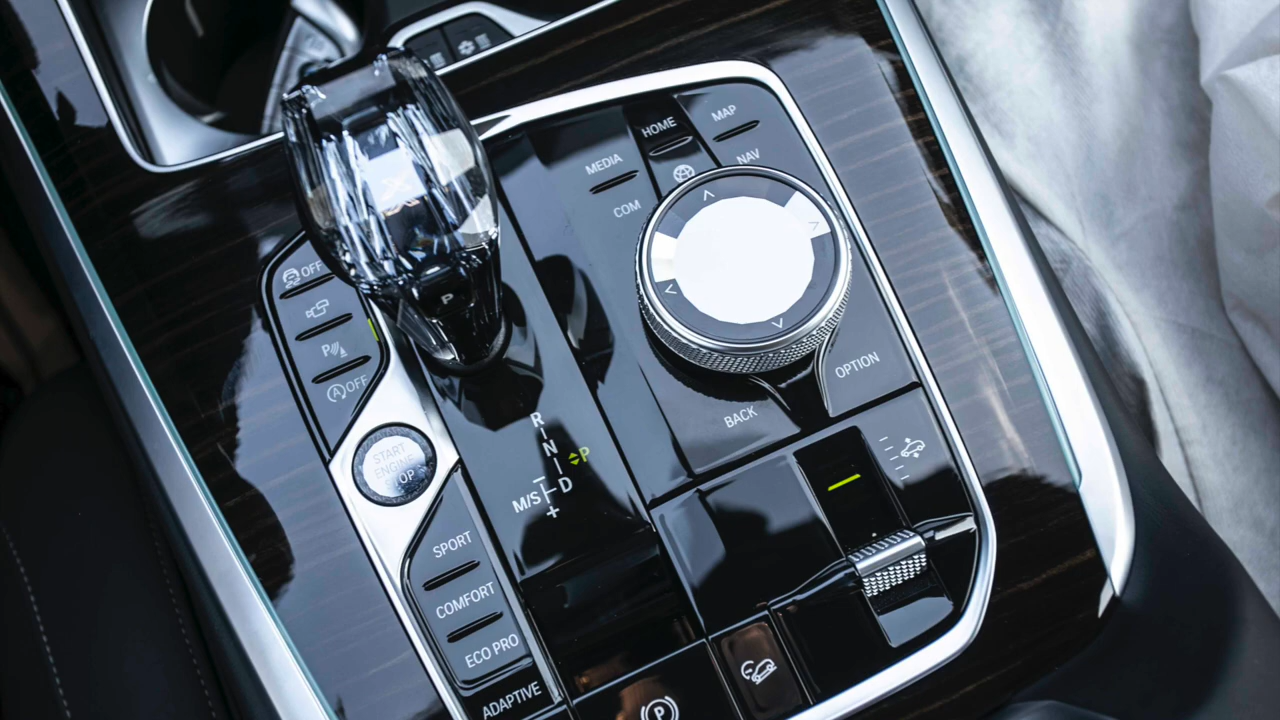 HOME
MAP
MEDIA
NAV
COM
OFF
P
P
OFF
OPTION
BACK
START
ENGINE
STOP
R
N
P
D
M/S
+
SPORT
COMFORT
ECO PRO
ADAPTIVE
P